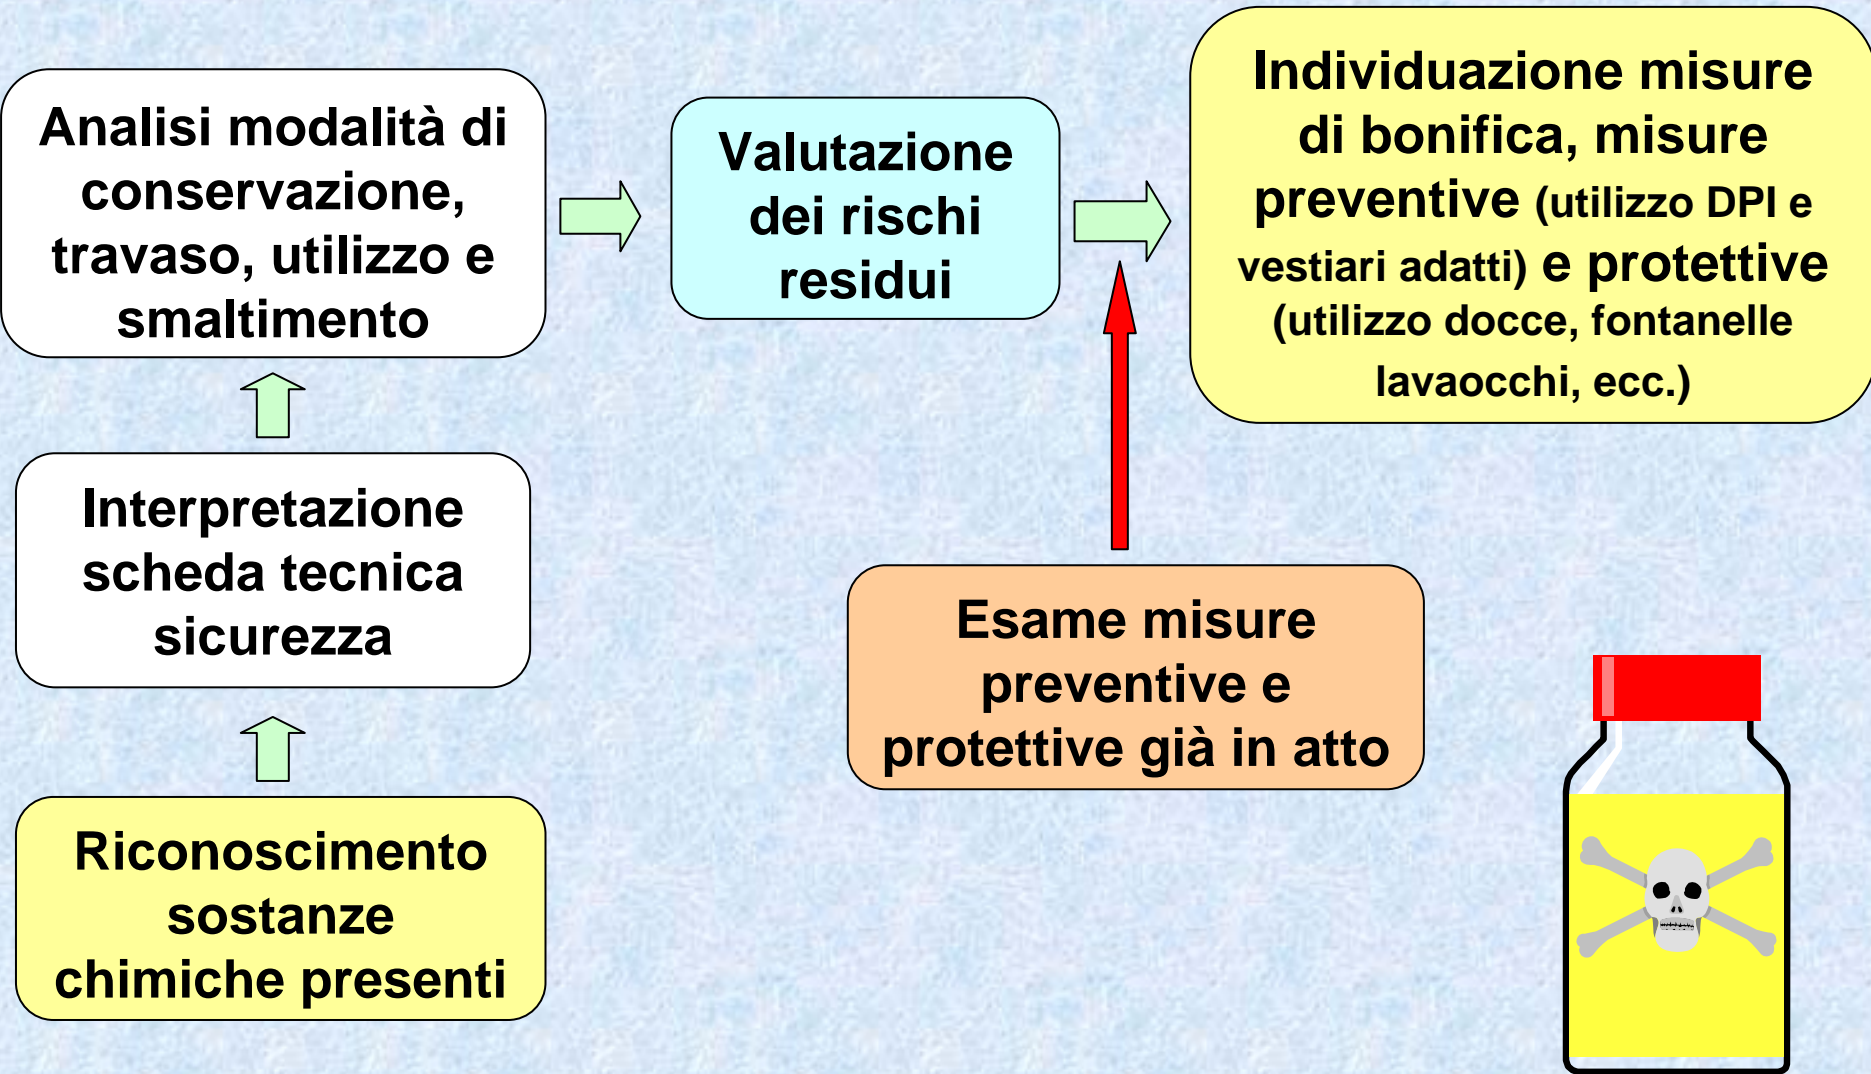 Analisi modalità di
conservazione,
travaso, utilizzo e
smaltimento
Valutazione
dei rischi
residui
Individuazione misure
di bonifica, misure
preventive (utilizzo DPI e
vestiari adatti) e protettive
(utilizzo docce, fontanelle
lavaocchi, ecc.)
Interpretazione
scheda tecnica
sicurezza
Esame misure
preventive e
protettive già in atto
Riconoscimento
sostanze
chimiche presenti